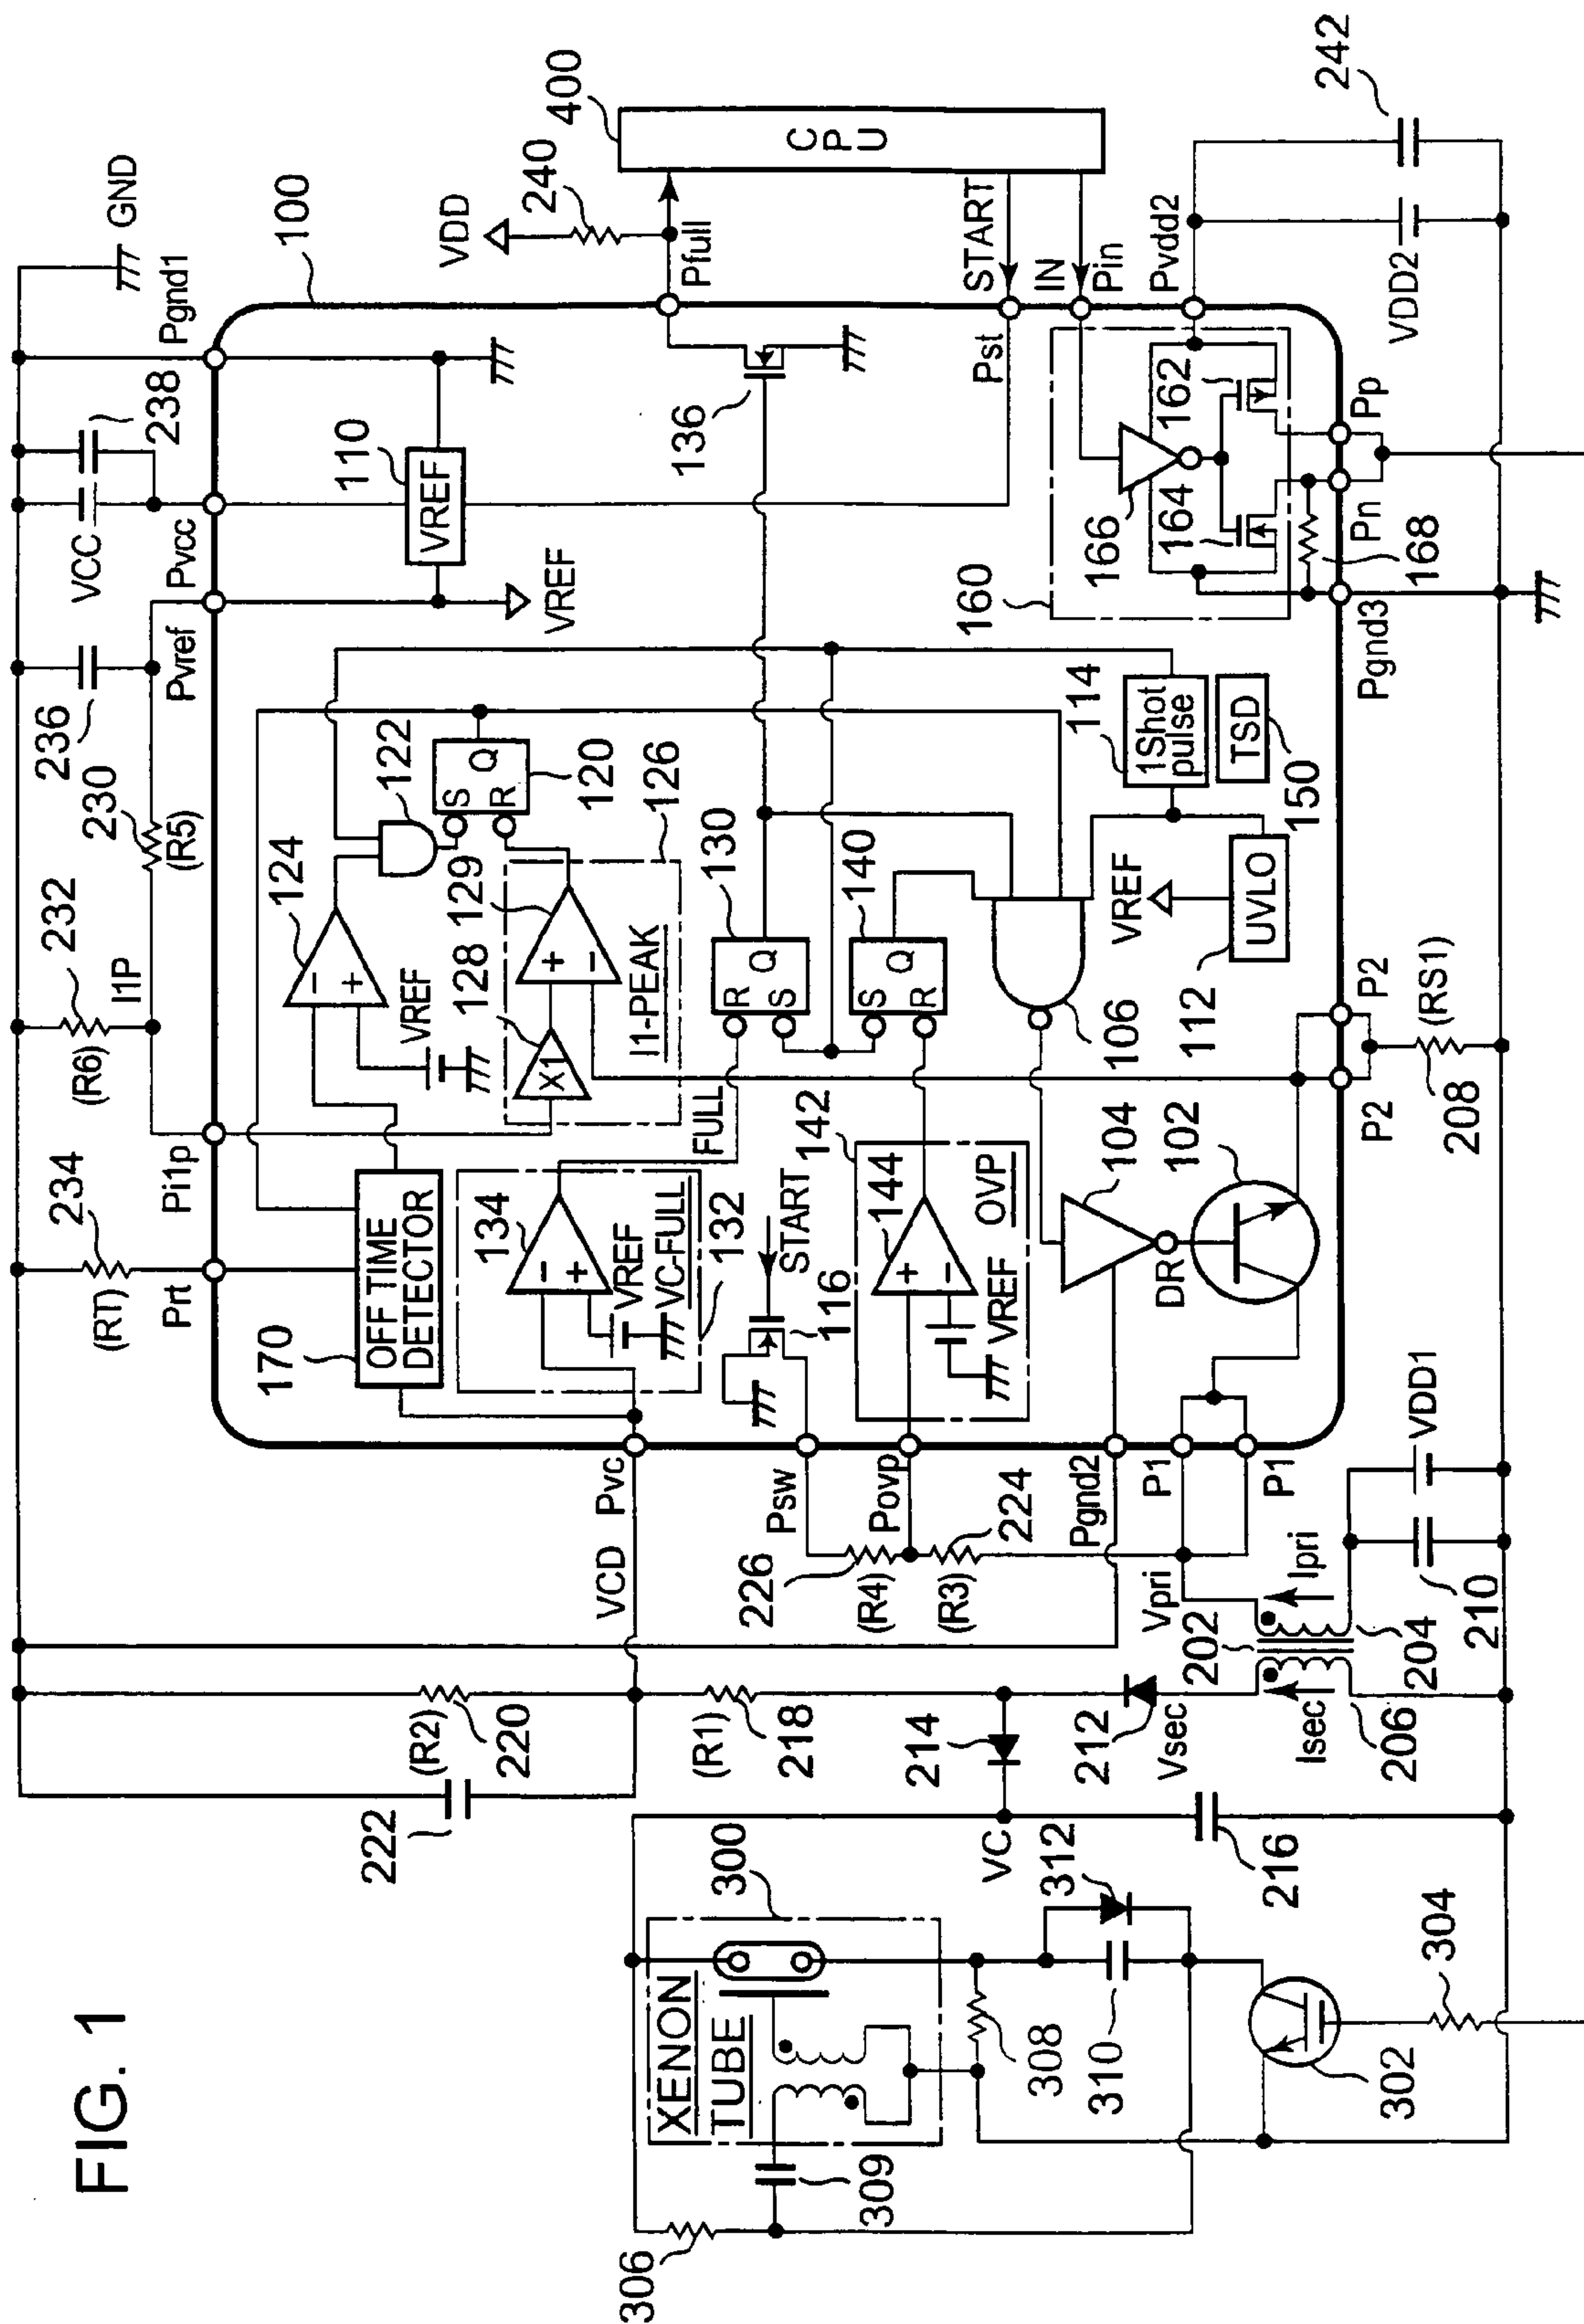 FIG. 1
GND
VCC
238
236
230
(R5)
232
(R6)
I1P
234
(RT)
(R2)
220
222
Pgnd1
Pvcc
Pvref
Pi1p
Prt
100
110
VREF
VREF
124
-
+
VREF
122
S
Q
R
120
126
129
128
+
-
X1
I1-PEAK
170
OFF TIME
DETECTOR
134
-
+
VREF
VC-FULL
132
FULL
START
116
130
R
Q
S
140
S
Q
R
142
144
+
-
OVP
VREF
136
VDD
240
Pfull
400
CPU
START
IN
Pst
Pin
Pvdd2
242
VDD2
160
166
164
162
168
Pp
Pn
Pgnd3
114
1Shot
pulse
TSD
150
VREF
UVLO
112
106
104
DR
102
P2
P2
208
(RS1)
VCD
Pvc
Psw
Povp
226
(R4)
224
(R3)
Pgnd2
P1
P1
VDD1
210
Vpri
Ipri
202
204
206
Isec
Vsec
212
214
(R1)
218
VC
216
300
XENON
TUBE
306
309
308
310
312
302
304